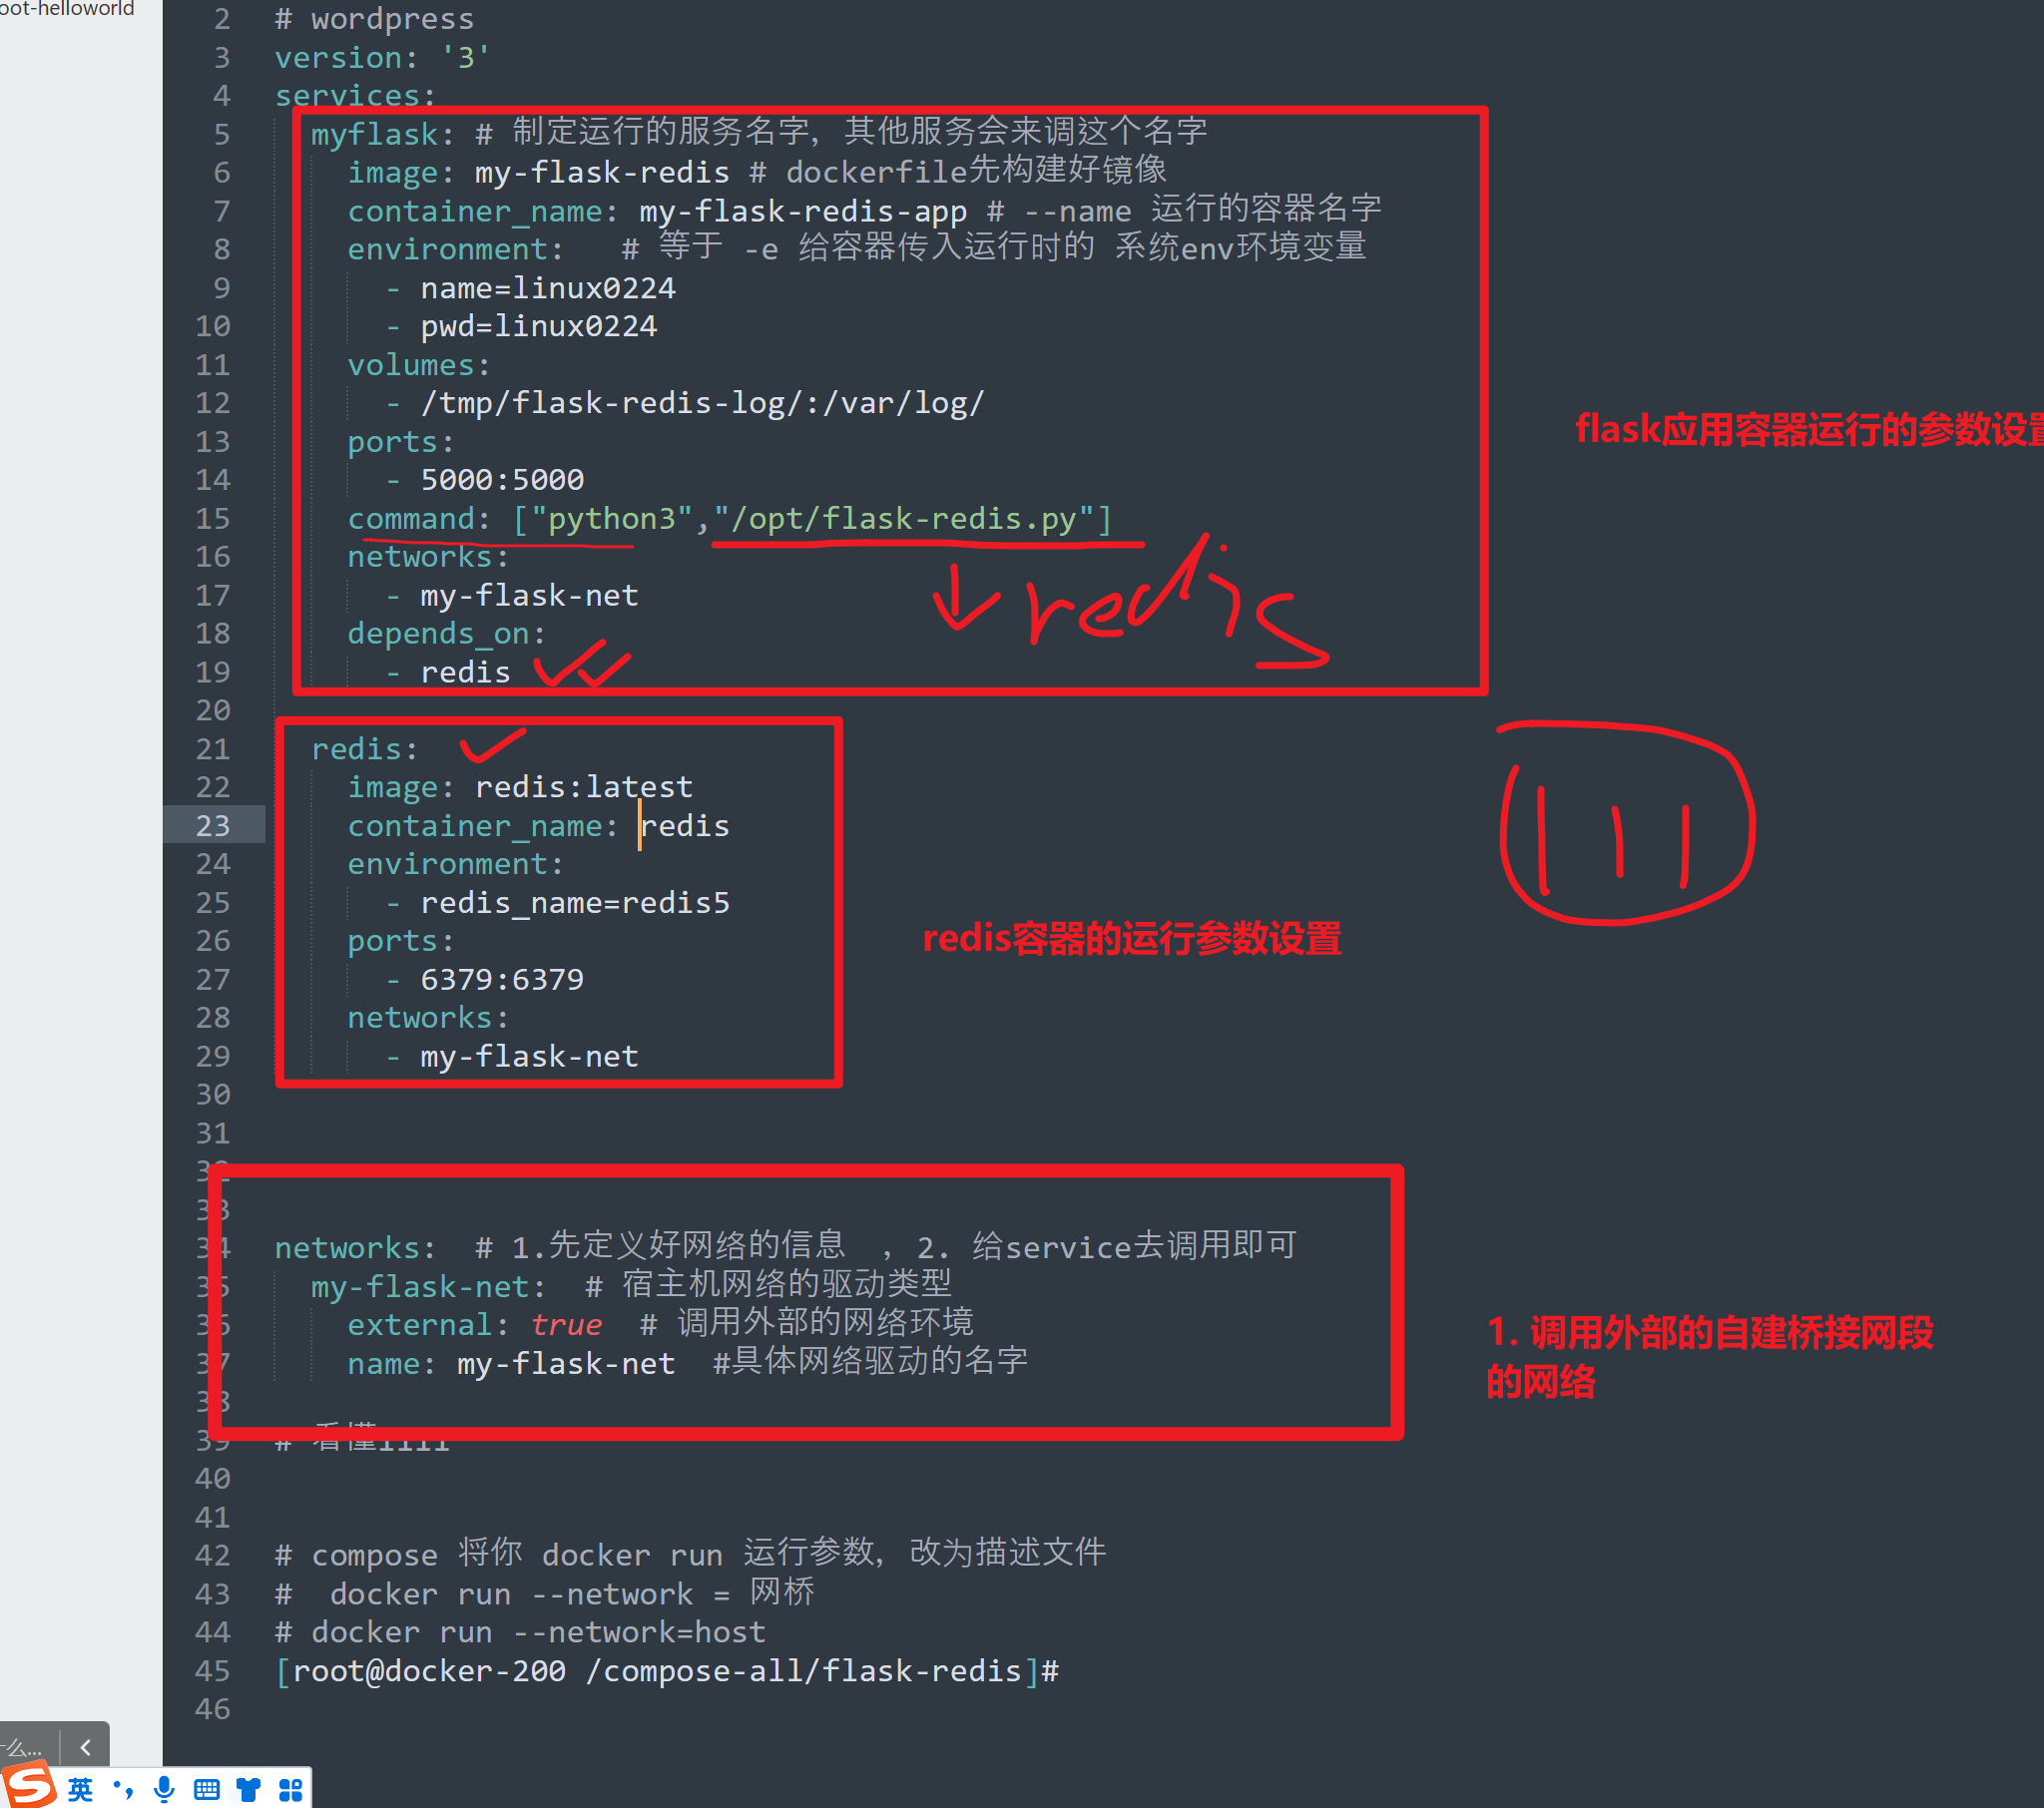 oot-helloworld
2 # wordpress
3 version: '3'
4 services:
5 myflask: # 制定运行的服务名字, 其他服务会来调这个名字
6 image: my-flask-redis # dockerfile先构建好镜像
7 container_name: my-flask-redis-app # --name 运行的容器名字
8 environment: # 等于 -e 给容器传入运行时的 系统env环境变量
9 - name=linux0224
10 - pwd=linux0224
11 volumes:
12 - /tmp/flask-redis-log/:/var/log/
13 ports:
14 - 5000:5000
15 command: ["python3","/opt/flask-redis.py"]
16 networks:
17 - my-flask-net
18 depends_on:
19 - redis
redis
flask应用容器运行的参数设置
20
21 redis:
22 image: redis:latest
23 container_name: redis
24 environment:
25 - redis_name=redis5
26 ports:
27 - 6379:6379
28 networks:
29 - my-flask-net
redis容器的运行参数设置
30
31
32
33
34 networks: # 1.先定义好网络的信息 , 2. 给service去调用即可
35 my-flask-net: # 宿主机网络的驱动类型
36 external: true # 调用外部的网络环境
37 name: my-flask-net #具体网络驱动的名字
1. 调用外部的自建桥接网段
的网络
38
39 # 看懂
40
41
42 # compose 将你 docker run 运行参数, 改为描述文件
43 # docker run --network = 网桥
44 # docker run --network=host
45 [root@docker-200 /compose-all/flask-redis]#
46
什么...
英